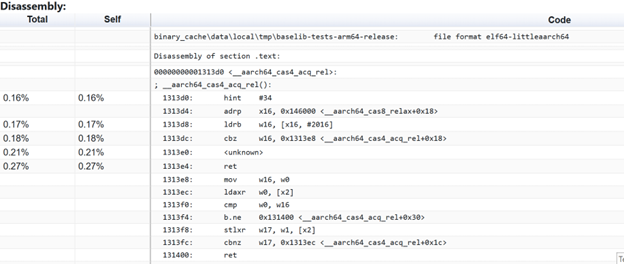 Disassembly:
Total Self Code
binary_cache\data\local\tmp\baselib-tests-arm64-release: file format elf64-littleaarch64
Disassembly of section .text:
00000000001313d0 <__aarch64_cas4_acq_rel>:
; __aarch64_cas4_acq_rel():
0.16% 0.16% 1313d0: hint #34
1313d4: adrp x16, 0x146000 <__aarch64_cas8_relax+0x18>
0.17% 0.17% 1313d8: ldrb w16, [x16, #2016]
0.18% 0.18% 1313dc: cbz w16, 0x1313e8 <__aarch64_cas4_acq_rel+0x18>
0.21% 0.21% 1313e0: <unknown>
0.27% 0.27% 1313e4: ret
1313e8: mov w16, w0
1313ec: ldaxr w0, [x2]
1313f0: cmp w0, w16
1313f4: b.ne 0x131400 <__aarch64_cas4_acq_rel+0x30>
1313f8: stlxr w17, w1, [x2]
1313fc: cbnz w17, 0x1313ec <__aarch64_cas4_acq_rel+0x1c>
131400: ret